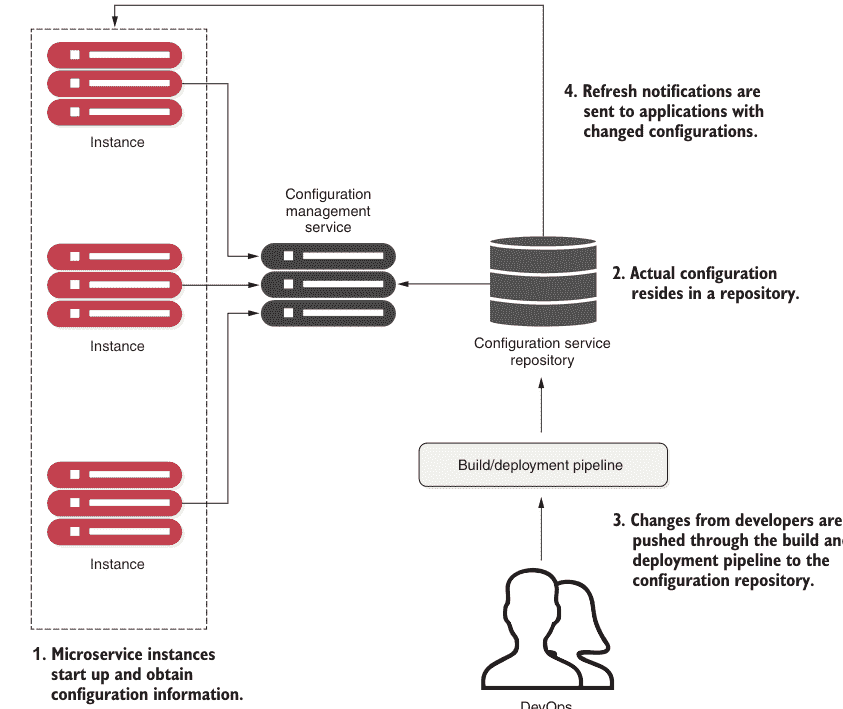 4. Refresh notifications are
sent to applications with
changed configurations.
Instance
Configuration
management
service
2. Actual configuration
resides in a repository.
Instance
Configuration service
repository
Build/deployment pipeline
3. Changes from developers are
pushed through the build
deployment pipeline to the
configuration repository.
Instance
1. Microservice instances
start up and obtain
configuration information.
DevOps